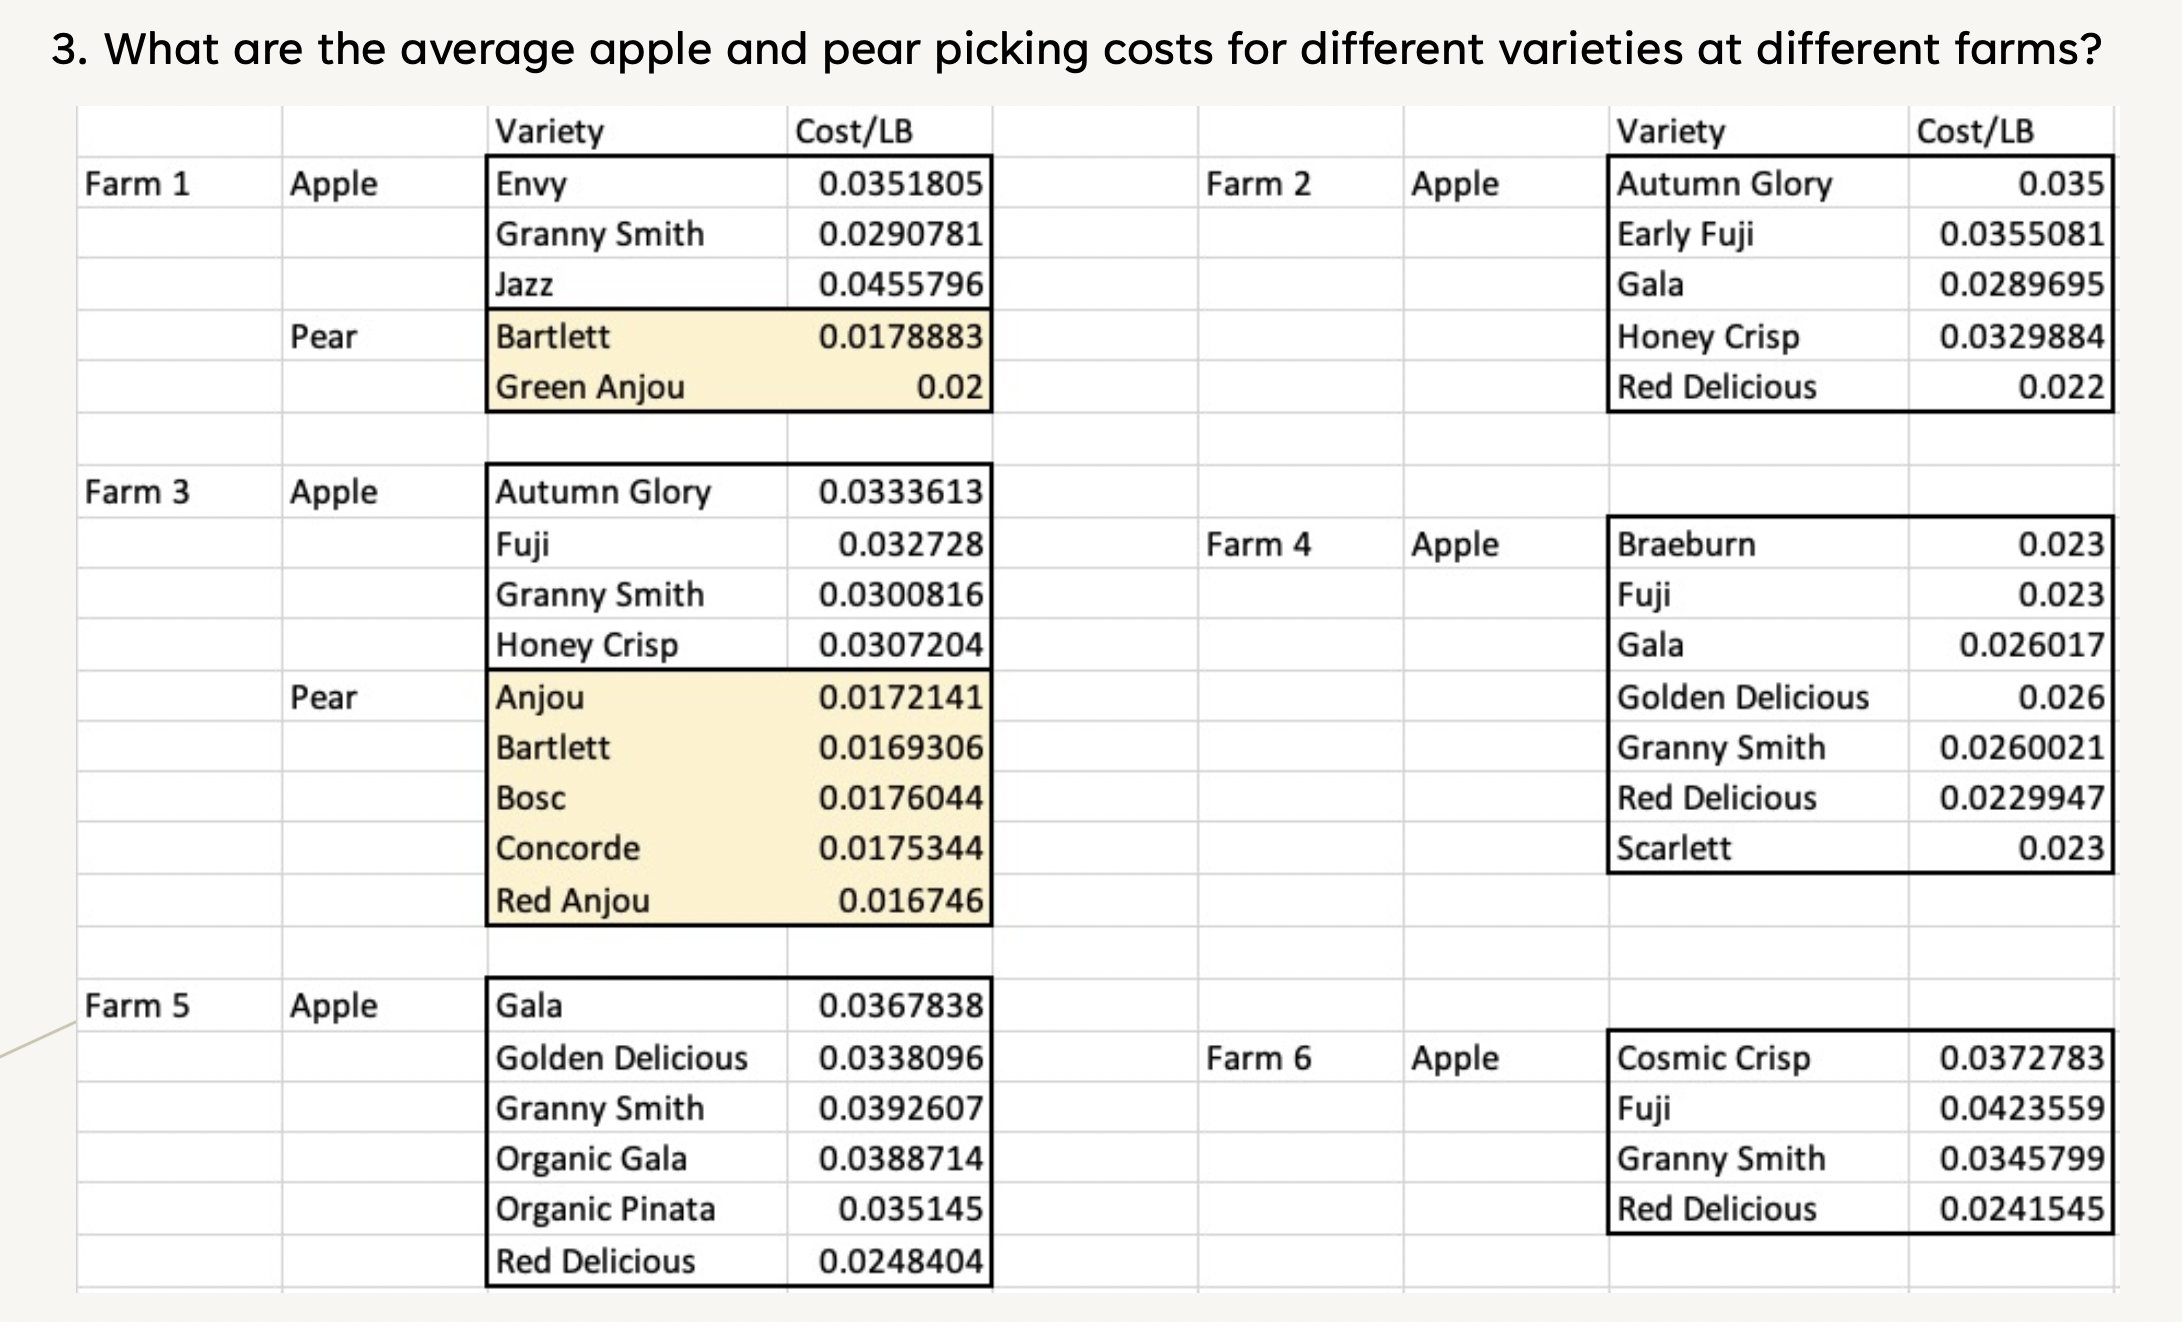 3. What are the average apple and pear picking costs for different varieties at different farms?
Variety Cost/LB Variety Cost/LB
Farm 1 Apple Envy 0.0351805 Farm 2 Apple Autumn Glory 0.035
Granny Smith 0.0290781 Early Fuji 0.0355081
Jazz 0.0455796 Gala 0.0289695
Pear Bartlett 0.0178883 Honey Crisp 0.0329884
Green Anjou 0.02 Red Delicious 0.022
Farm 3 Apple Autumn Glory 0.0333613
Fuji 0.032728 Farm 4 Apple Braeburn 0.023
Granny Smith 0.0300816 Fuji 0.023
Honey Crisp 0.0307204 Gala 0.026017
Pear Anjou 0.0172141 Golden Delicious 0.026
Bartlett 0.0169306 Granny Smith 0.0260021
Bosc 0.0176044 Red Delicious 0.0229947
Concorde 0.0175344 Scarlett 0.023
Red Anjou 0.016746
Farm 5 Apple Gala 0.0367838
Golden Delicious 0.0338096 Farm 6 Apple Cosmic Crisp 0.0372783
Granny Smith 0.0392607 Fuji 0.0423559
Organic Gala 0.0388714 Granny Smith 0.0345799
Organic Pinata 0.035145 Red Delicious 0.0241545
Red Delicious 0.0248404